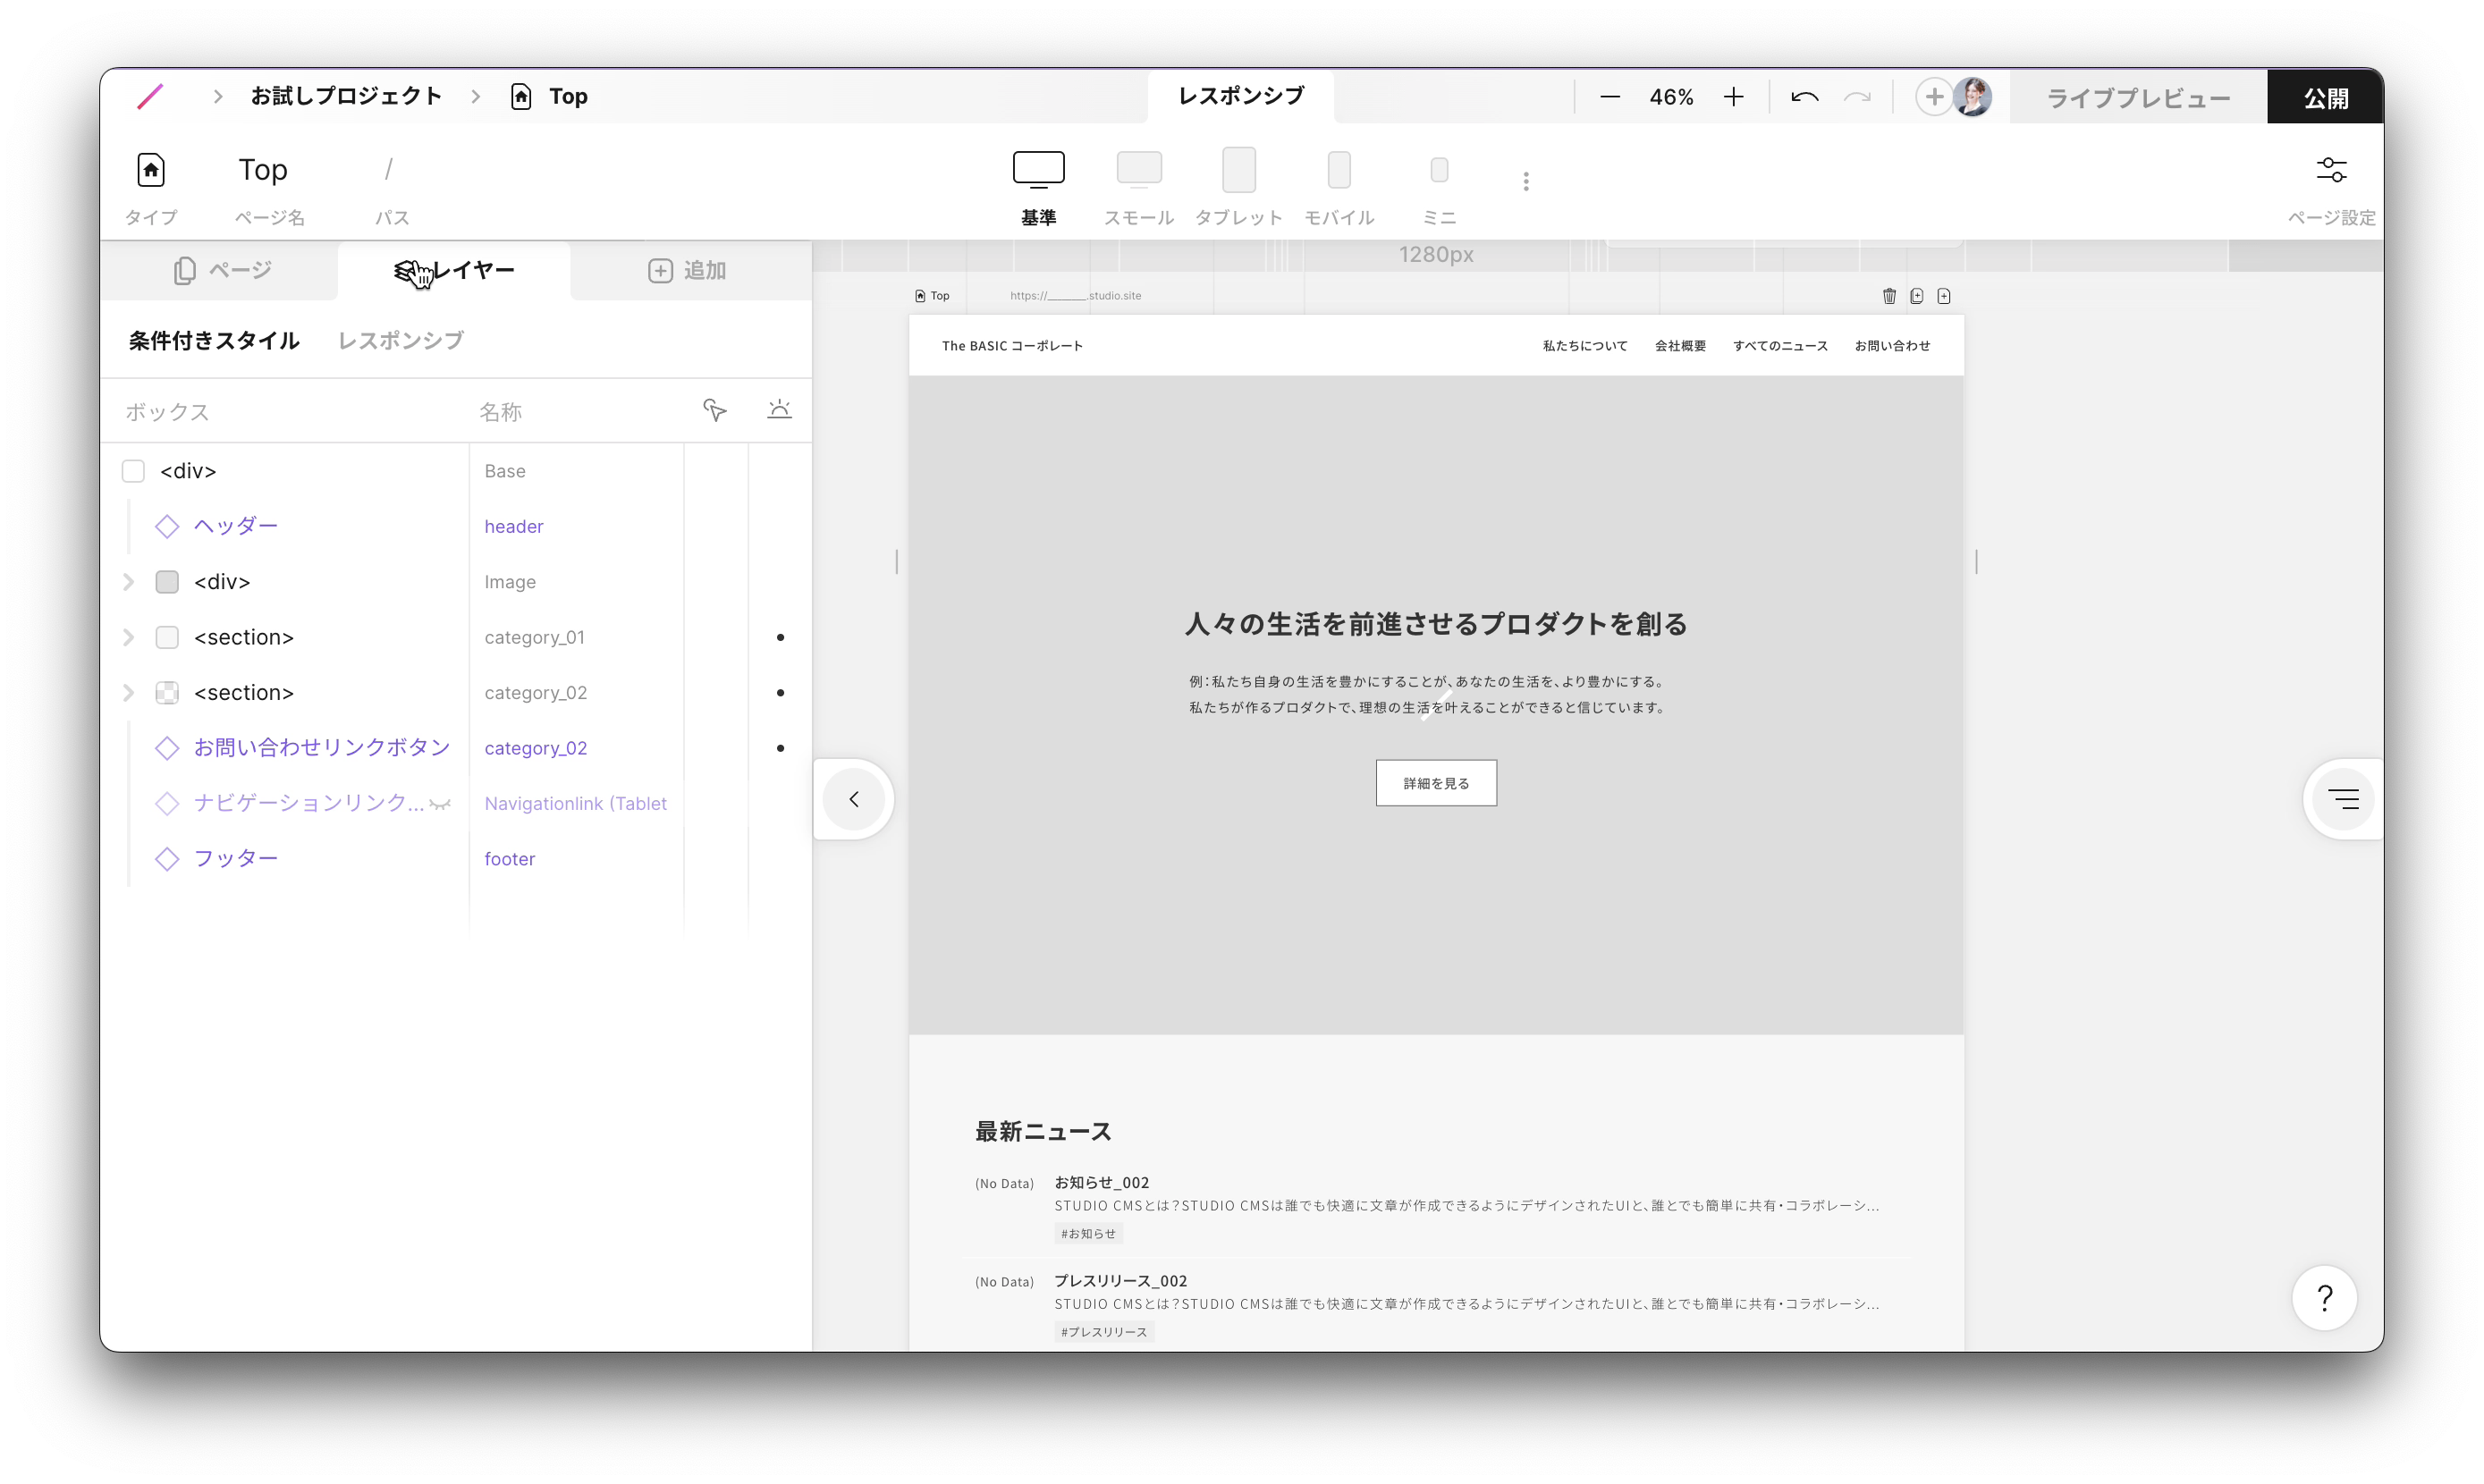 お試しプロジェクト
Top
レスポンシブ
46%
ライブプレビュー
公開
Top
/
タイプ
ページ名
パス
基準
スモール
タブレット
モバイル
ミニ
ページ設定
ページ
レイヤー
追加
1280px
Top
https://________.studio.site
条件付きスタイル
レスポンシブ
ボックス
名称
<div>
Base
ヘッダー
header
<div>
Image
<section>
category_01
<section>
category_02
お問い合わせリンクボタン
category_02
ナビゲーションリンク...
Navigationlink (Tablet
フッター
footer
The BASIC コーポレート
私たちについて
会社概要
すべてのニュース
お問い合わせ
人々の生活を前進させるプロダクトを創る
例：私たち自身の生活を豊かにすることが、あなたの生活を、より豊かにする。
私たちが作るプロダクトで、理想の生活を叶えることができると信じています。
詳細を見る
最新ニュース
(No Data)
お知らせ_002
STUDIO CMSとは？STUDIO CMSは誰でも快適に文章が作成できるようにデザインされたUIと、誰とでも簡単に共有・コラボレーシ...
#お知らせ
(No Data)
プレスリリース_002
STUDIO CMSとは？STUDIO CMSは誰でも快適に文章が作成できるようにデザインされたUIと、誰とでも簡単に共有・コラボレーシ...
#プレスリリース
?